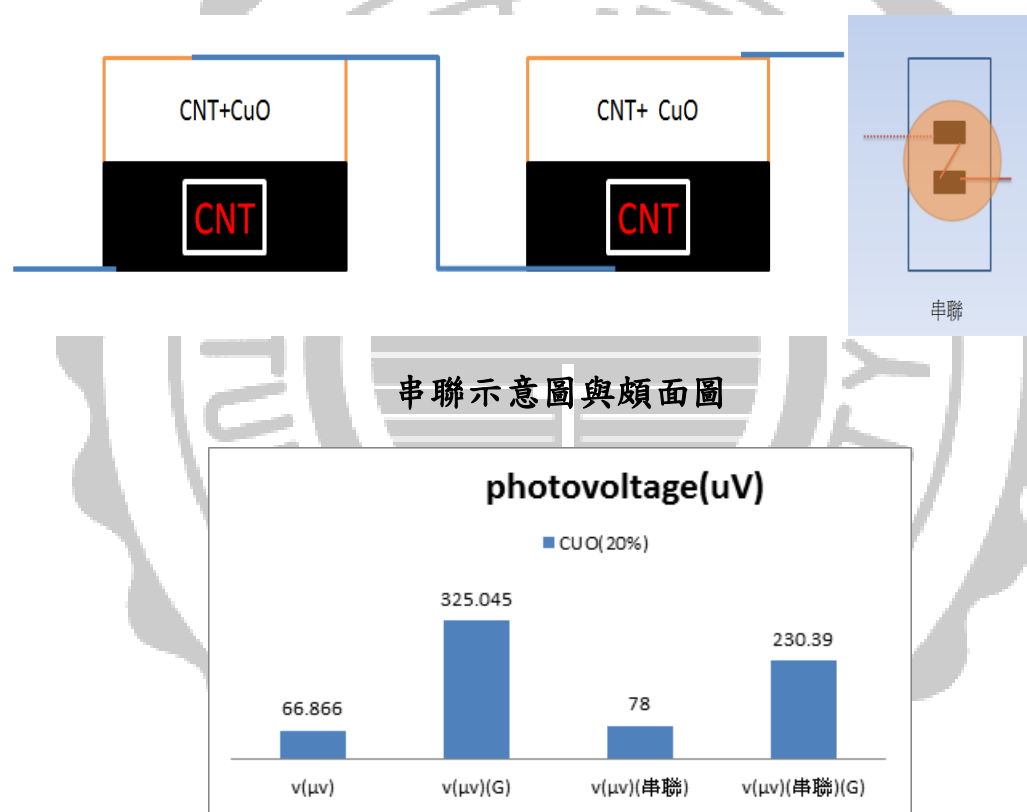 CNT+CuO
CNT+ CuO
CNT
CNT
串聯
串聯示意圖與頗面圖
photovoltage(uV)
CUO(20%)
325.045
230.39
66.866
78
v(μv)
v(μv)(G)
v(μv)(串聯)
v(μv)(串聯)(G)